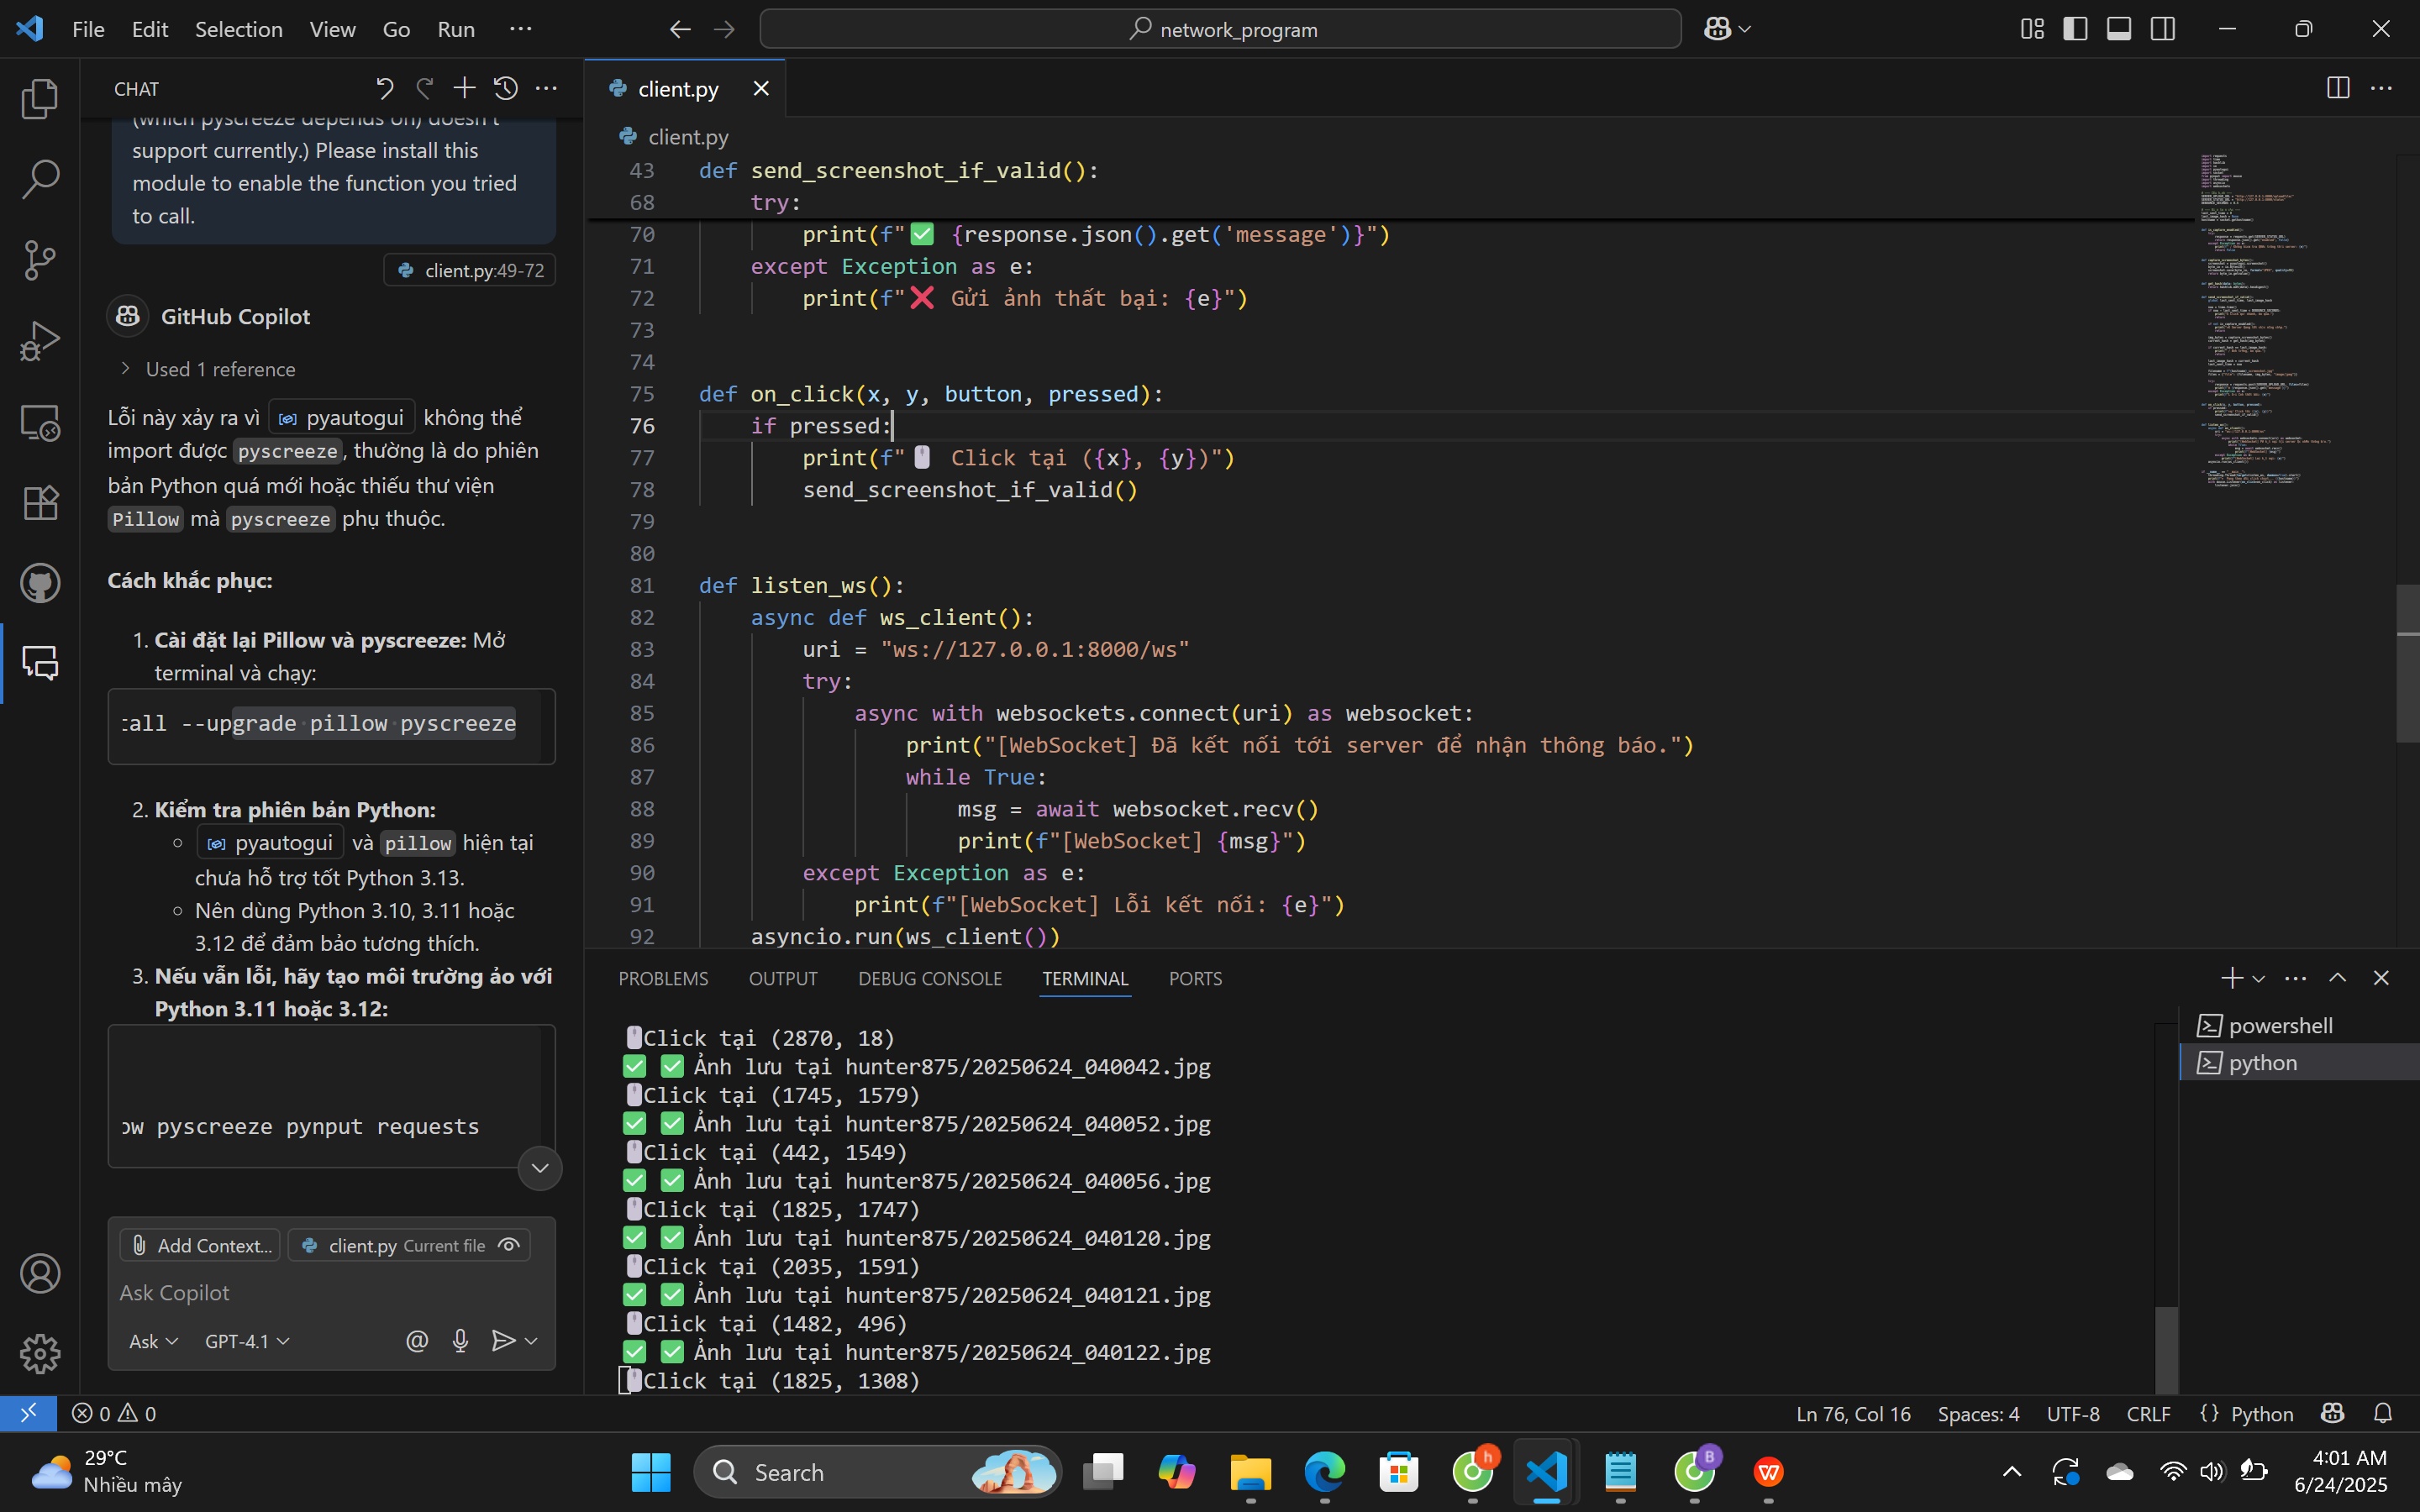 File Edit Selection View Go Run ···
network_program
CHAT
(which pyscreeze depends on) doesn't
support currently.) Please install this
module to enable the function you tried
to call.
client.py:49-72
GitHub Copilot
Used 1 reference
Lỗi này xảy ra vì pyautogui không thể
import được pyscreeze, thường là do phiên
bản Python quá mới hoặc thiếu thư viện
Pillow mà pyscreeze phụ thuộc.
Cách khắc phục:
1. Cài đặt lại Pillow và pyscreeze: Mở
terminal và chạy:
all --upgrade pillow pyscreeze
2. Kiểm tra phiên bản Python:
○ pyautogui và pillow hiện tại
chưa hỗ trợ tốt Python 3.13.
○ Nên dùng Python 3.10, 3.11 hoặc
3.12 để đảm bảo tương thích.
3. Nếu vẫn lỗi, hãy tạo môi trường ảo với
Python 3.11 hoặc 3.12:
ow pyscreeze pynput requests
Add Context... client.py Current file
Ask Copilot
Ask GPT-4.1
client.py
client.py
43 def send_screenshot_if_valid():
68 try:
70 print(f"✅ {response.json().get('message')}")
71 except Exception as e:
72 print(f"❌ Gửi ảnh thất bại: {e}")
73
74
75 def on_click(x, y, button, pressed):
76 if pressed:
77 print(f"🖱️ Click tại ({x}, {y})")
78 send_screenshot_if_valid()
79
80
81 def listen_ws():
82 async def ws_client():
83 uri = "ws://127.0.0.1:8000/ws"
84 try:
85 async with websockets.connect(uri) as websocket:
86 print("[WebSocket] Đã kết nối tới server để nhận thông báo.")
87 while True:
88 msg = await websocket.recv()
89 print(f"[WebSocket] {msg}")
90 except Exception as e:
91 print(f"[WebSocket] Lỗi kết nối: {e}")
92 asyncio.run(ws_client())
PROBLEMS OUTPUT DEBUG CONSOLE TERMINAL PORTS
🖱️Click tại (2870, 18)
✅ ✅ Ảnh lưu tại hunter875/20250624_040042.jpg
🖱️Click tại (1745, 1579)
✅ ✅ Ảnh lưu tại hunter875/20250624_040052.jpg
🖱️Click tại (442, 1549)
✅ ✅ Ảnh lưu tại hunter875/20250624_040056.jpg
🖱️Click tại (1825, 1747)
✅ ✅ Ảnh lưu tại hunter875/20250624_040120.jpg
🖱️Click tại (2035, 1591)
✅ ✅ Ảnh lưu tại hunter875/20250624_040121.jpg
🖱️Click tại (1482, 496)
✅ ✅ Ảnh lưu tại hunter875/20250624_040122.jpg
🖱️Click tại (1825, 1308)
powershell
python
0 0
Ln 76, Col 16 Spaces: 4 UTF-8 CRLF {} Python
29°C
Nhiều mây
Search
h
B
W
4:01 AM
6/24/2025